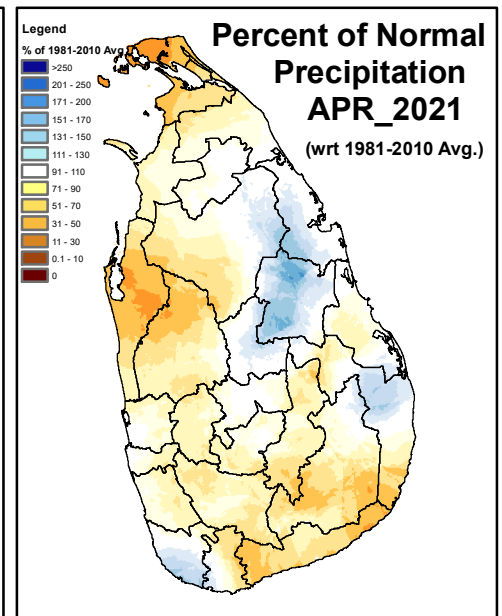 Legend
% of 1981-2010 Avg
>250
201 - 250
171 - 200
151 - 170
131 - 150
111 - 130
91 - 110
71 - 90
51 - 70
31 - 50
11 - 30
0.1 - 10
0
Percent of Normal
Precipitation
APR_2021
(wrt 1981-2010 Avg.)